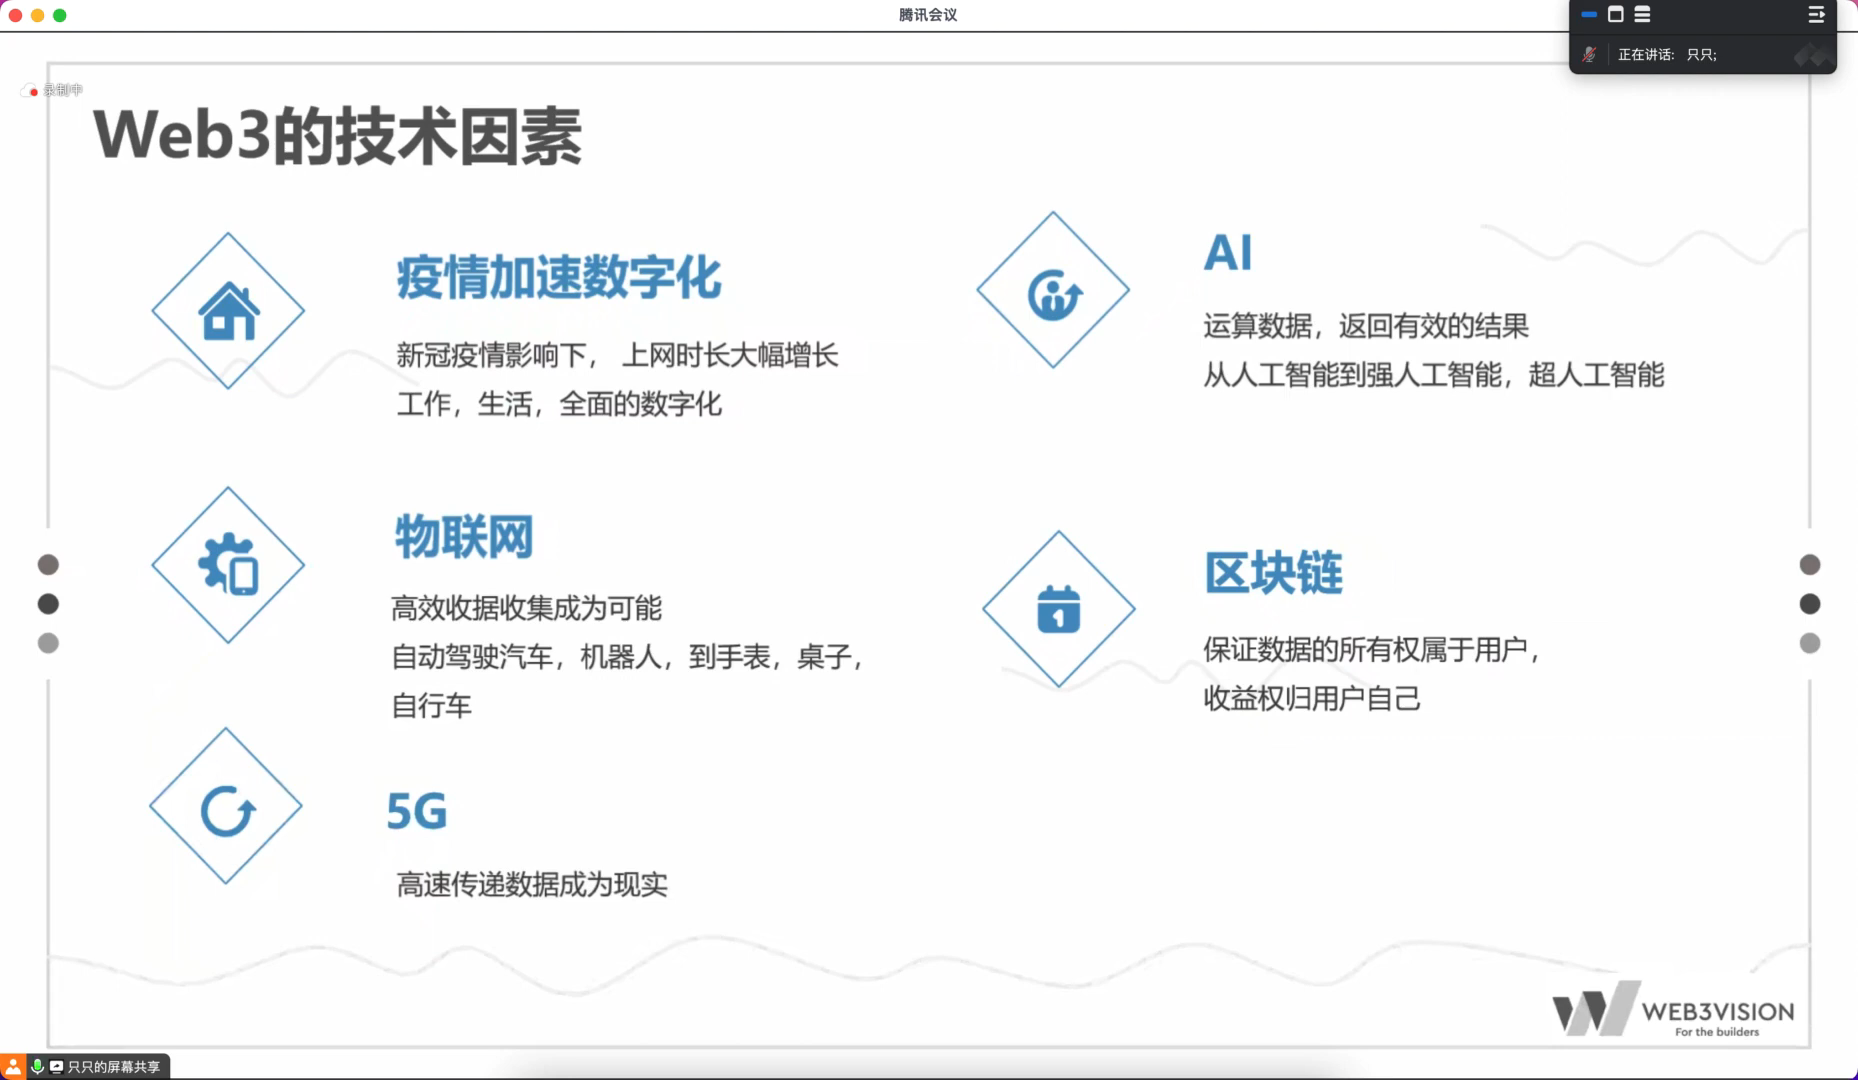 腾讯会议
正在讲话: 只只;
录制中
Web3的技术因素
疫情加速数字化
新冠疫情影响下， 上网时长大幅增长
工作，生活，全面的数字化
物联网
高效收据收集成为可能
自动驾驶汽车，机器人，到手表，桌子，
自行车
5G
高速传递数据成为现实
AI
运算数据，返回有效的结果
从人工智能到强人工智能，超人工智能
1
区块链
保证数据的所有权属于用户，
收益权归用户自己
WEB3VISION
For the builders
只只的屏幕共享